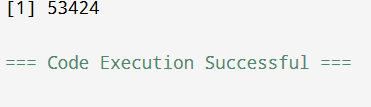 [1] 53424
=== Code Execution Successful ===